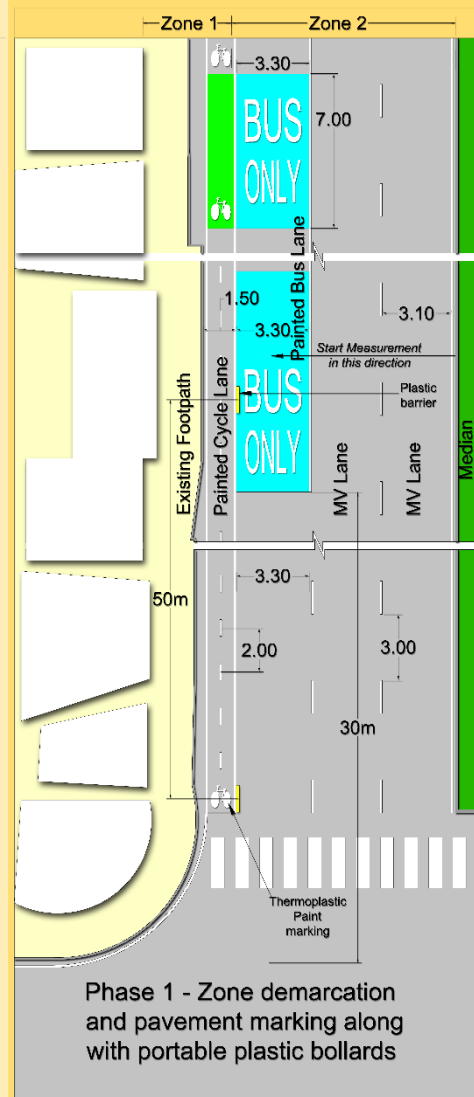 Zone 1
Zone 2
3.30
BUS
ONLY
7.00
1.50
3.30
Painted Bus Lane
3.10
Start Measurement
in this direction
Plastic
barrier
BUS
ONLY
Existing Footpath
Painted Cycle Lane
MV Lane
MV Lane
Median
3.30
50m
2.00
3.00
30m
Thermoplastic
Paint
marking
Phase 1 - Zone demarcation
and pavement marking along
with portable plastic bollards